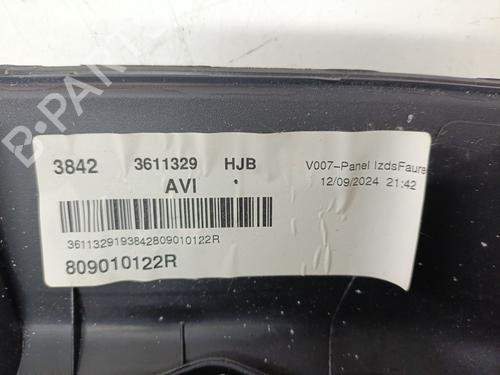 B-PARTS
3842 3611329 HJB
AVI
V007-Panel IzdsFaure
12/09/2024 21:42
3611329193842809010122R
809010122R